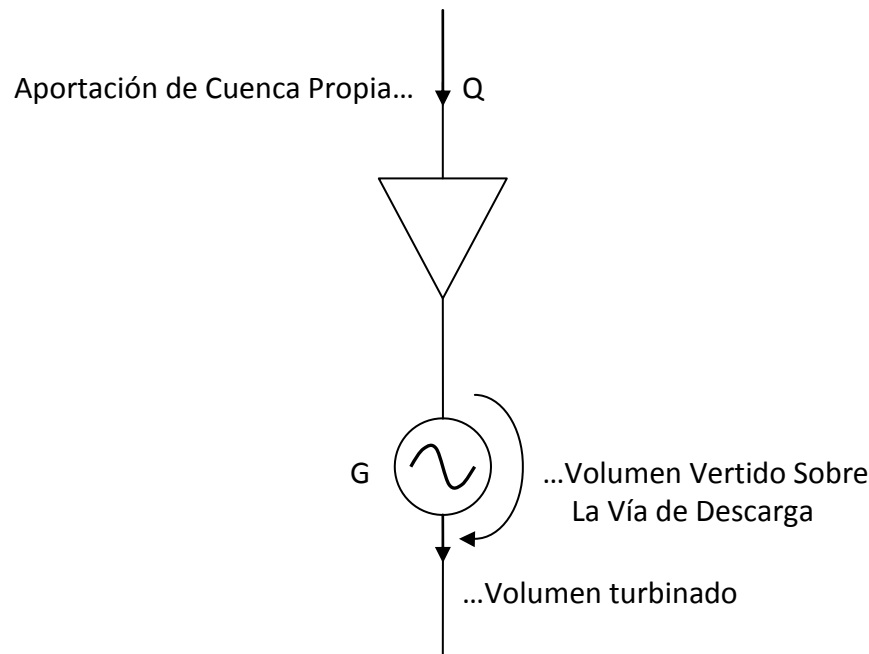 Aportación de Cuenca Propia… Q
G
…Volumen Vertido Sobre
La Vía de Descarga
…Volumen turbinado